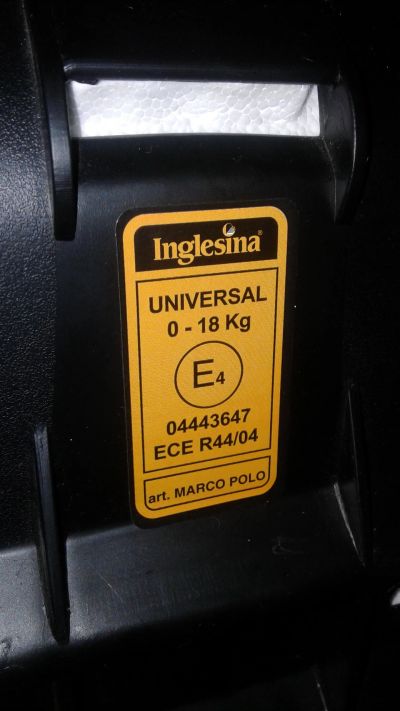 Inglesina®
UNIVERSAL
0 - 18 Kg
E4
04443647
ECE R44/04
art. MARCO POLO